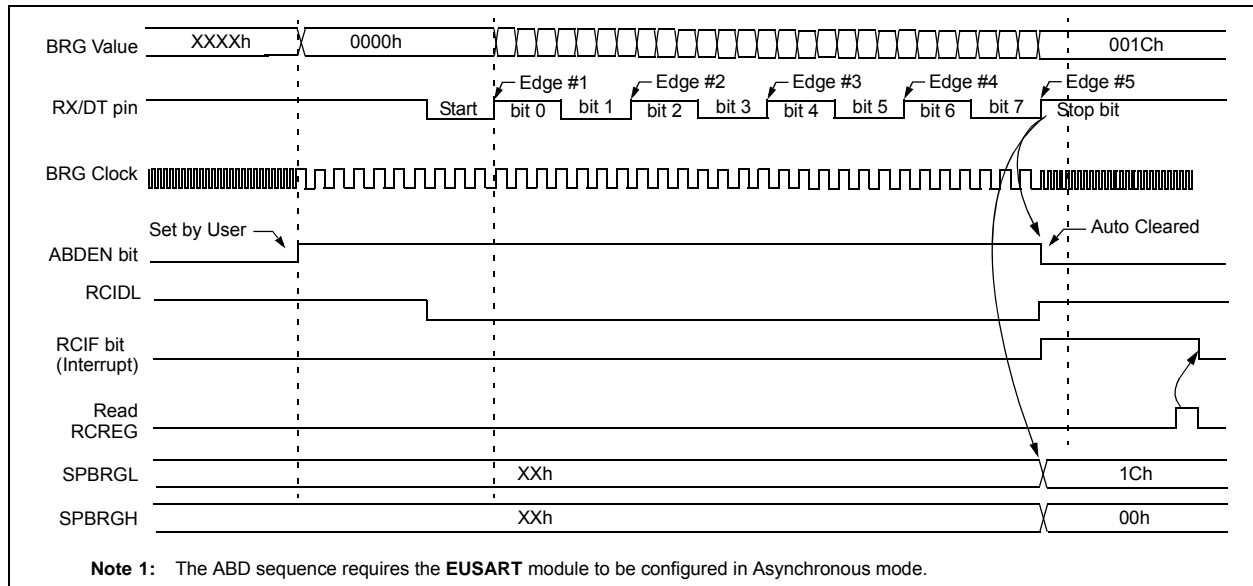 BRG Value XXXXh 0000h 001Ch
Edge #1 Edge #2 Edge #3 Edge #4 Edge #5
RX/DT pin Start bit 0 bit 1 bit 2 bit 3 bit 4 bit 5 bit 6 bit 7 Stop bit
BRG Clock
Set by User Auto Cleared
ABDEN bit
RCIDL
RCIF bit
(Interrupt)
Read
RCREG
SPBRGL XXh 1Ch
SPBRGH XXh 00h
Note 1: The ABD sequence requires the EUSART module to be configured in Asynchronous mode.